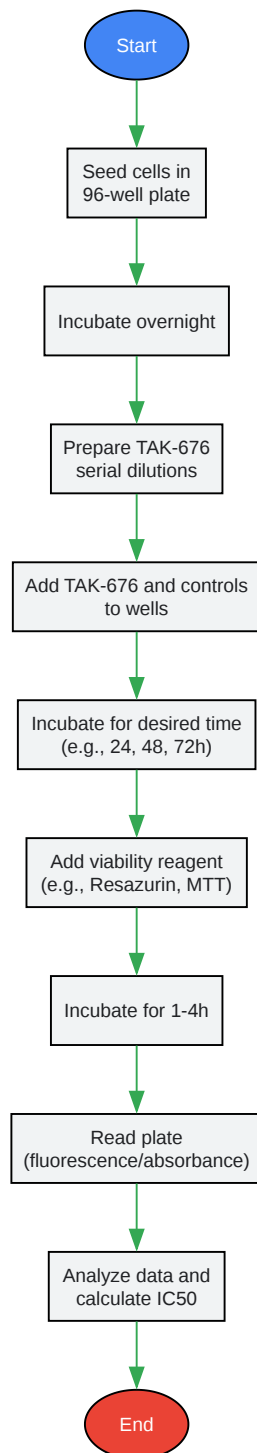 Start
Seed cells in
96-well plate
Incubate overnight
Prepare TAK-676
serial dilutions
Add TAK-676 and controls
to wells
Incubate for desired time
(e.g., 24, 48, 72h)
Add viability reagent
(e.g., Resazurin, MTT)
Incubate for 1-4h
Read plate
(fluorescence/absorbance)
Analyze data and
calculate IC50
End